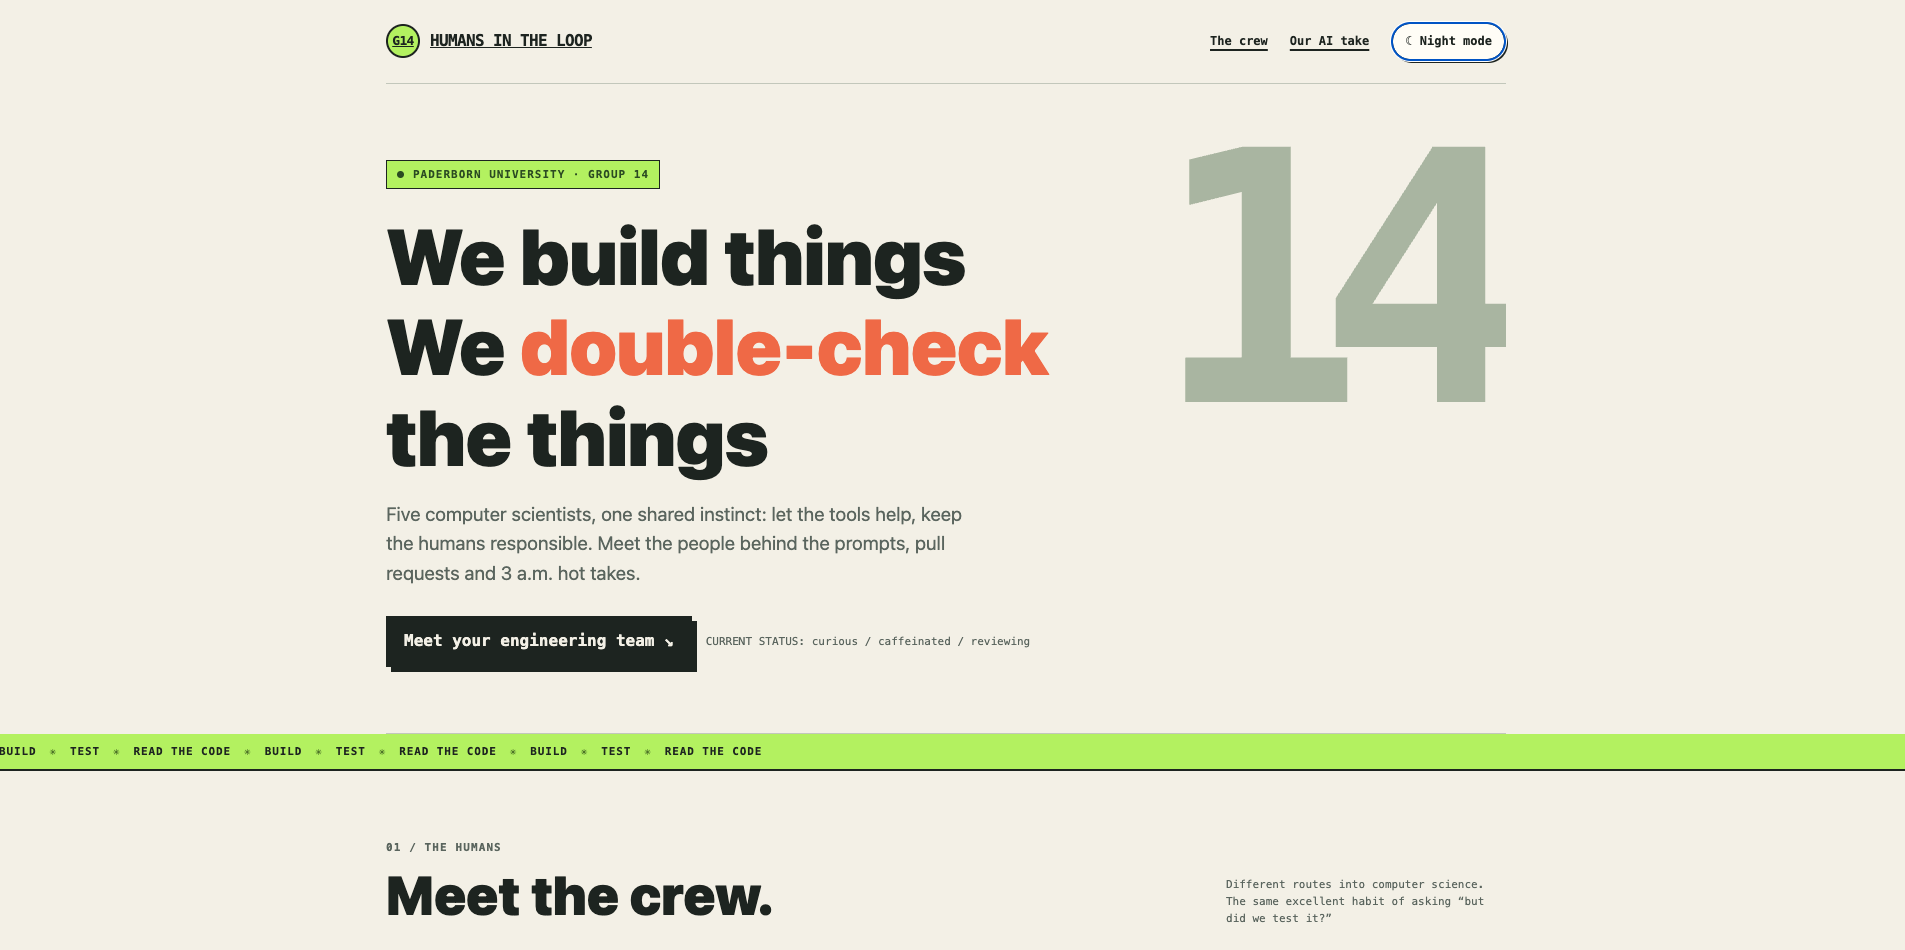 G14 HUMANS IN THE LOOP
The crew
Our AI take
☾ Night mode
PADERBORN UNIVERSITY · GROUP 14
14
We build things
We double-check
the things
Five computer scientists, one shared instinct: let the tools help, keep
the humans responsible. Meet the people behind the prompts, pull
requests and 3 a.m. hot takes.
Meet your engineering team ↘
CURRENT STATUS: curious / caffeinated / reviewing
BUILD ✳ TEST ✳ READ THE CODE ✳ BUILD ✳ TEST ✳ READ THE CODE ✳ BUILD ✳ TEST ✳ READ THE CODE
01 / THE HUMANS
Meet the crew.
Different routes into computer science.
The same excellent habit of asking “but
did we test it?”